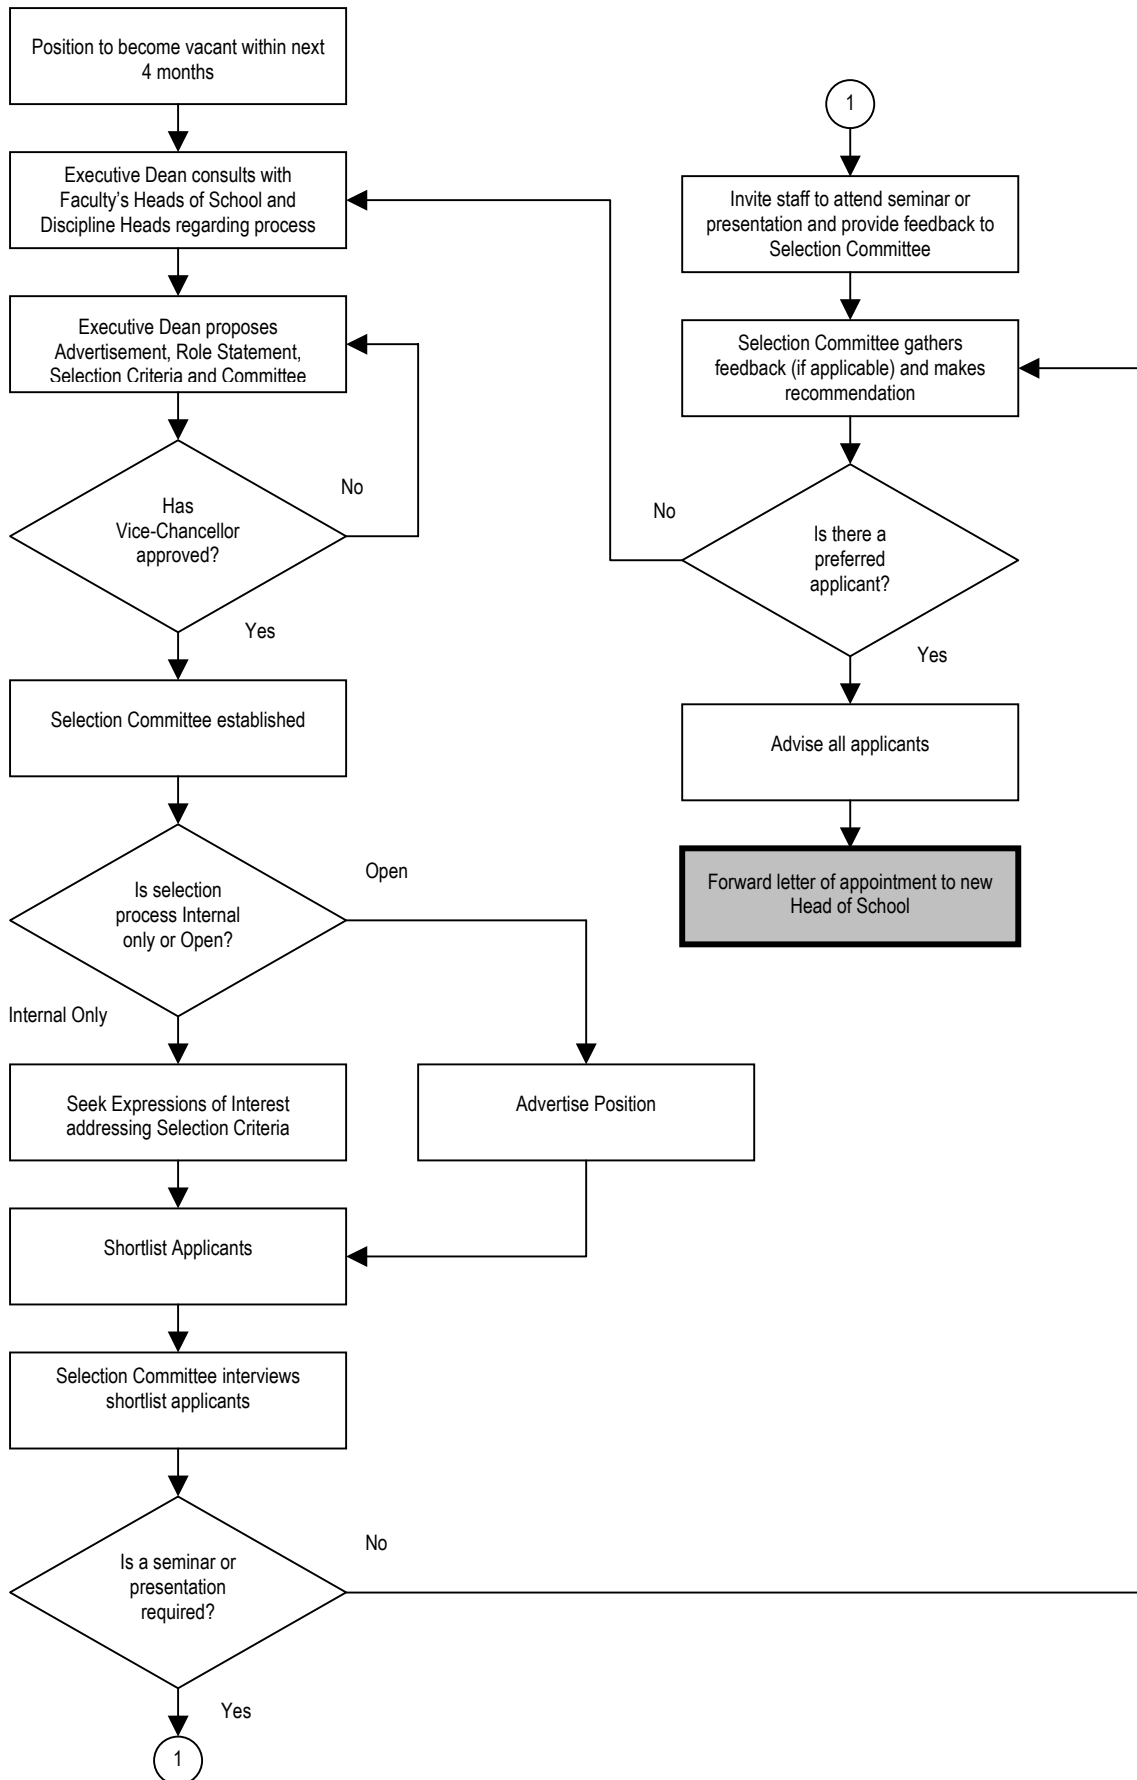 Position to become vacant within next
4 months
Executive Dean consults with
Faculty's Heads of School and
Discipline Heads regarding process
Executive Dean proposes
Advertisement, Role Statement,
Selection Criteria and Committee
Has
Vice-Chancellor
approved?
No
Yes
Selection Committee established
Is selection
process Internal
only or Open?
Open
Internal Only
Seek Expressions of Interest
addressing Selection Criteria
Advertise Position
Shortlist Applicants
Selection Committee interviews
shortlist applicants
Is a seminar or
presentation
required?
No
Yes
1
1
Invite staff to attend seminar or
presentation and provide feedback to
Selection Committee
Selection Committee gathers
feedback (if applicable) and makes
recommendation
Is there a
preferred
applicant?
No
Yes
Advise all applicants
Forward letter of appointment to new
Head of School